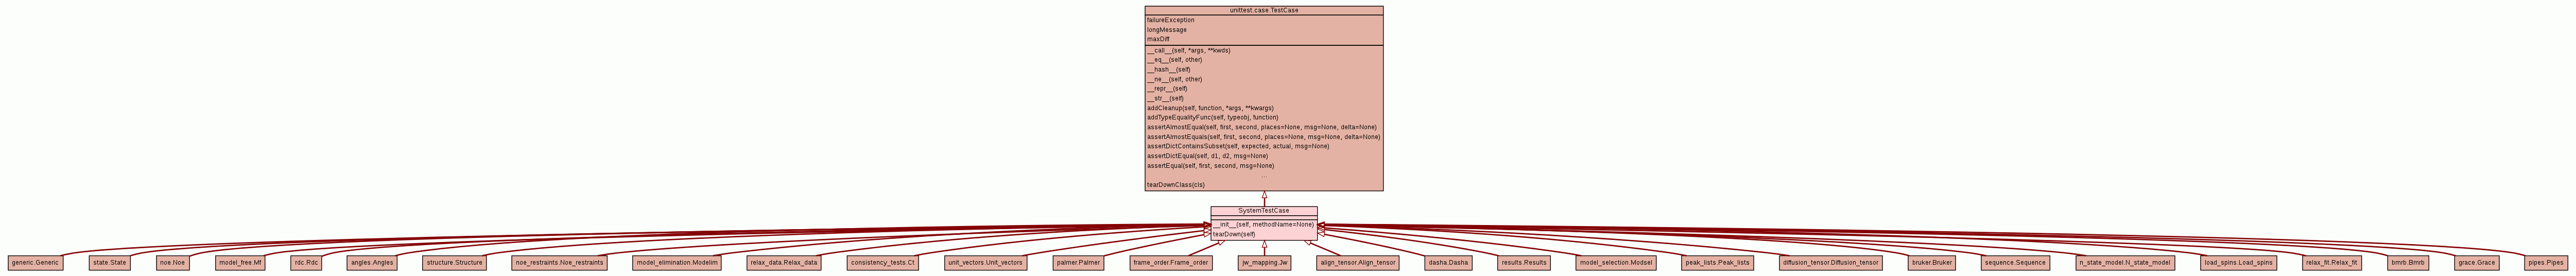 unittest.case.TestCase
failureException
longMessage
maxDiff
__call__(self, *args, **kwds)
__eq__(self, other)
__hash__(self)
__ne__(self, other)
__repr__(self)
__str__(self)
addCleanup(self, function, *args, **kwargs)
addTypeEqualityFunc(self, typeobj, function)
assertAlmostEqual(self, first, second, places=None, msg=None, delta=None)
assertAlmostEquals(self, first, second, places=None, msg=None, delta=None)
assertDictContainsSubset(self, expected, actual, msg=None)
assertDictEqual(self, d1, d2, msg=None)
assertEqual(self, first, second, msg=None)
...
tearDownClass(cls)
SystemTestCase
__init__(self, methodName=None)
tearDown(self)
generic.Generic
state.State
noe.Noe
model_free.Mf
rdc.Rdc
angles.Angles
structure.Structure
noe_restraints.Noe_restraints
model_elimination.Modelim
relax_data.Relax_data
consistency_tests.Ct
unit_vectors.Unit_vectors
palmer.Palmer
frame_order.Frame_order
jw_mapping.Jw
align_tensor.Align_tensor
dasha.Dasha
results.Results
model_selection.Modsel
peak_lists.Peak_lists
diffusion_tensor.Diffusion_tensor
bruker.Bruker
sequence.Sequence
n_state_model.N_state_model
load_spins.Load_spins
relax_fit.Relax_fit
bmrb.Bmrb
grace.Grace
pipes.Pipes